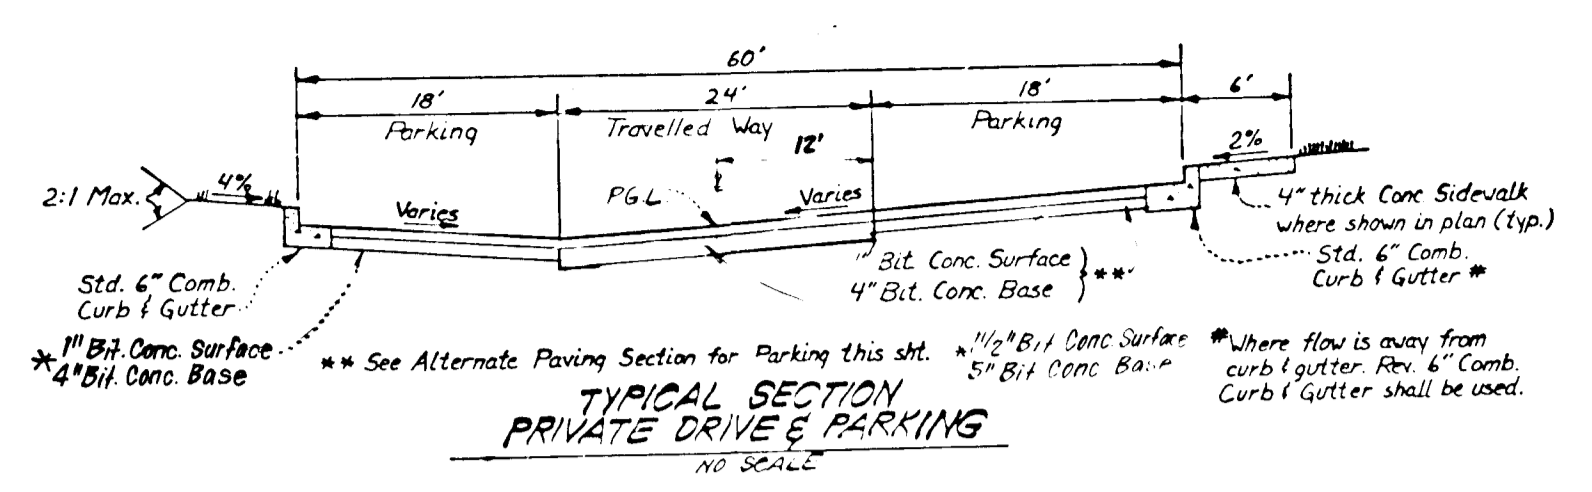 60'
18'
24'
18'
6'
Parking
Travelled Way
Parking
12'
2%
2:1 Max.
4%
Varies
P.G.L
Varies
4" thick Conc. Sidewalk
where shown in plan (typ.)
Std. 6" Comb.
Curb & Gutter
1" Bit. Conc. Surface
4" Bit. Conc. Base
**
Std. 6" Comb.
Curb & Gutter #
* 1" Bit. Conc. Surface
4" Bit. Conc. Base
** See Alternate Paving Section for Parking this sht.
* 1 1/2" Bit Conc. Surface
5" Bit Conc Base
# Where flow is away from
curb & gutter. Rev. 6" Comb.
Curb & Gutter shall be used.
TYPICAL SECTION
PRIVATE DRIVE & PARKING
NO SCALE